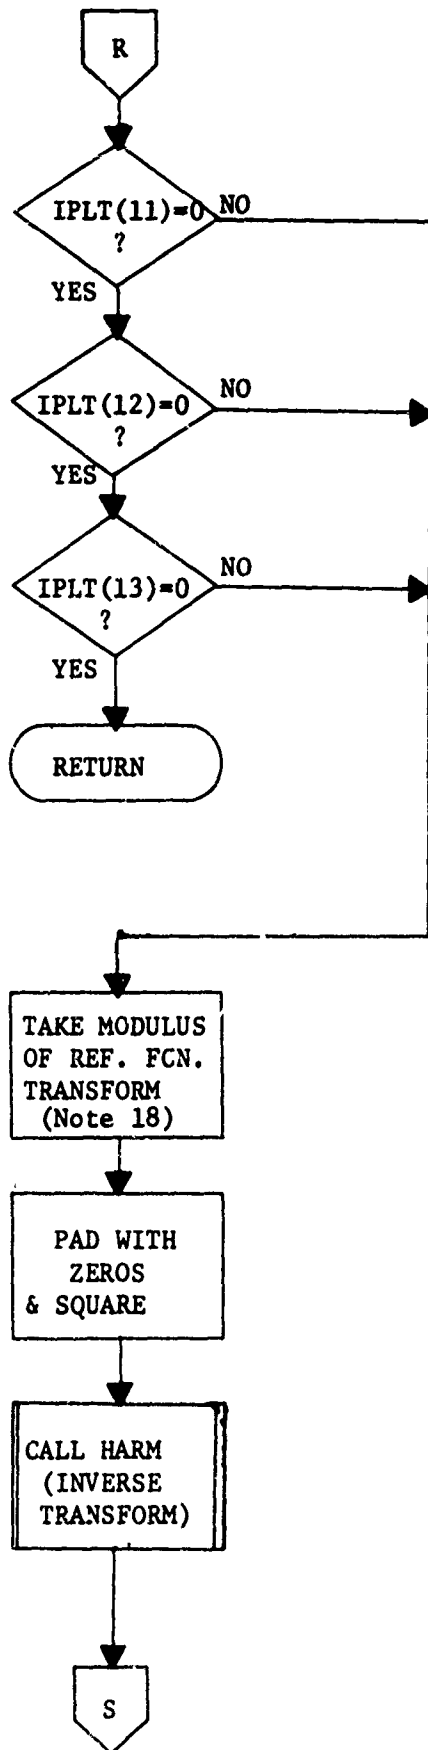 R
IPLT(11)=0 NO
?
YES
IPLT(12)=0
NO
?
YES
IPLT(13)=0
NO
?
YES
RETURN
TAKE MODULUS
OF REF. FCN.
TRANSFORM
(Note 18)
PAD WITH
ZEROS
& SQUARE
CALL HARM
(INVERSE
TRANSFORM)
S